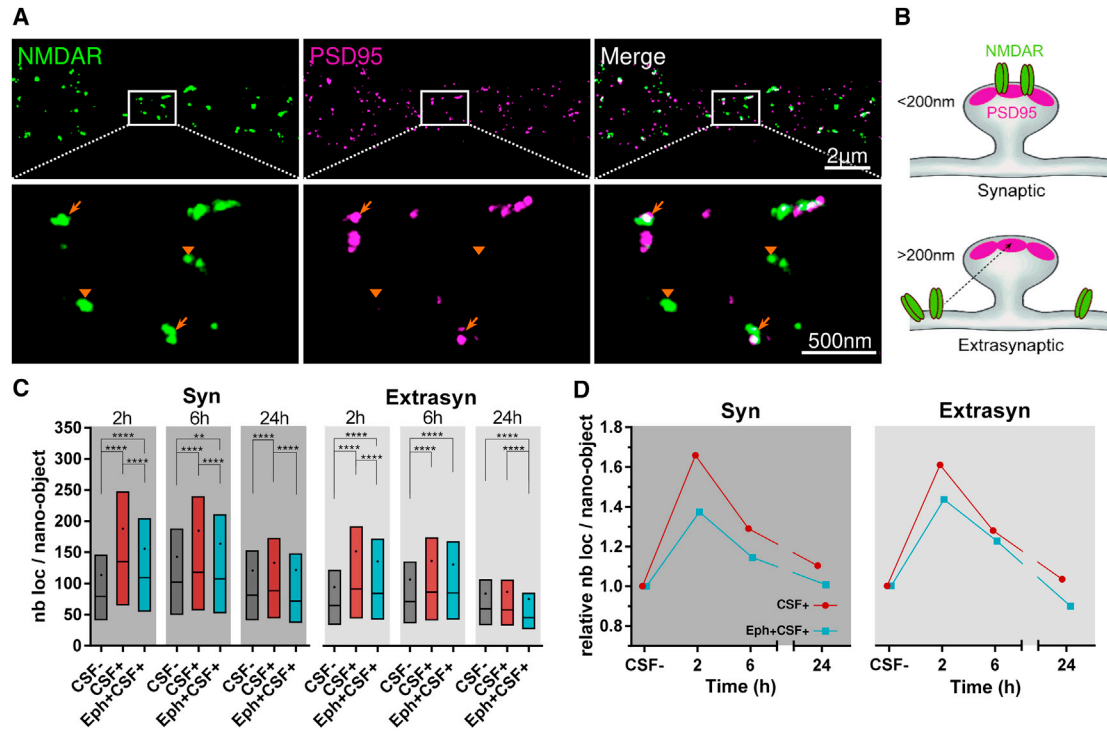 A
NMDAR
PSD95
Merge
2μm
500nm
B
NMDAR
<200nm
PSD95
Synaptic
>200nm
Extrasynaptic
C
Syn
Extrasyn
2h
6h
24h
2h
6h
24h
nb loc / nano-object
350
300
250
200
150
100
50
0
****
****
****
**
****
****
****
****
****
****
****
****
****
****
****
CSF-
CSF+
Eph+CSF+
CSF-
CSF+
Eph+CSF+
CSF-
CSF+
Eph+CSF+
CSF-
CSF+
Eph+CSF+
CSF-
CSF+
Eph+CSF+
CSF-
CSF+
Eph+CSF+
D
Syn
Extrasyn
relative nb loc / nano-object
1.8
1.6
1.4
1.2
1.0
0.8
CSF+
Eph+CSF+
CSF-
2
6
24
Time (h)
CSF-
2
6
24
Time (h)